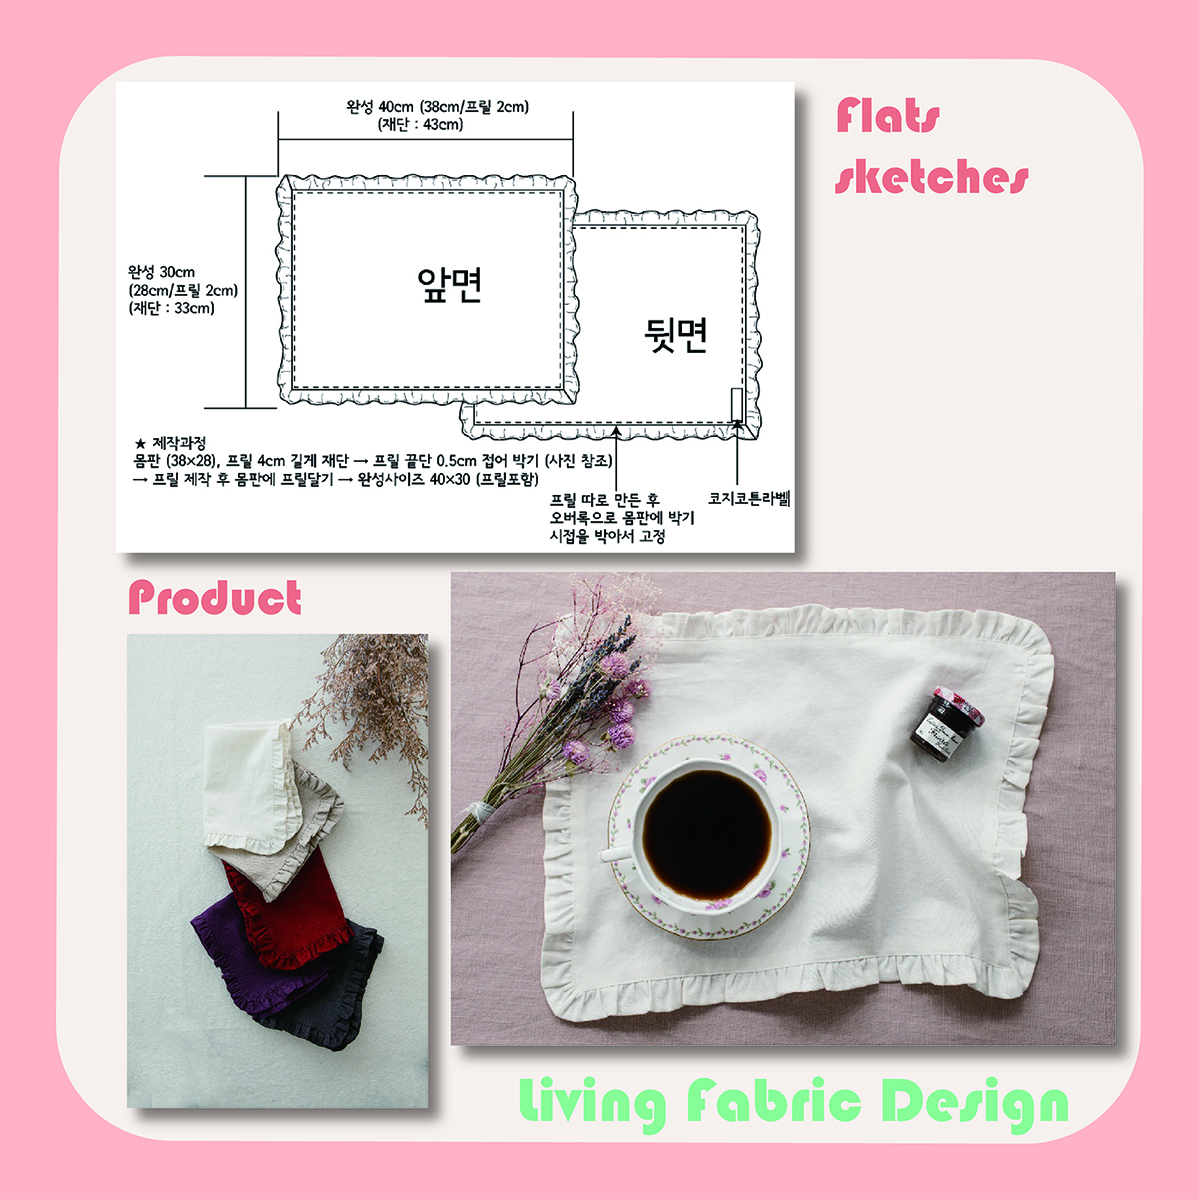 Flats
sketches
완성 40cm (38cm/프릴 2cm)
(재단 : 43cm)
완성 30cm
(28cm/프릴 2cm)
(재단 : 33cm)
앞면
뒷면
★ 제작과정
몸판 (38×28), 프릴 4cm 길게 재단 → 프릴 끝단 0.5cm 접어 박기 (사진 참조)
→ 프릴 제작 후 몸판에 프릴달기 → 완성사이즈 40×30 (프릴포함)
프릴 따로 만든 후
오버록으로 몸판에 박기
시접을 박아서 고정
코지코튼라벨
Product
Living Fabric Design